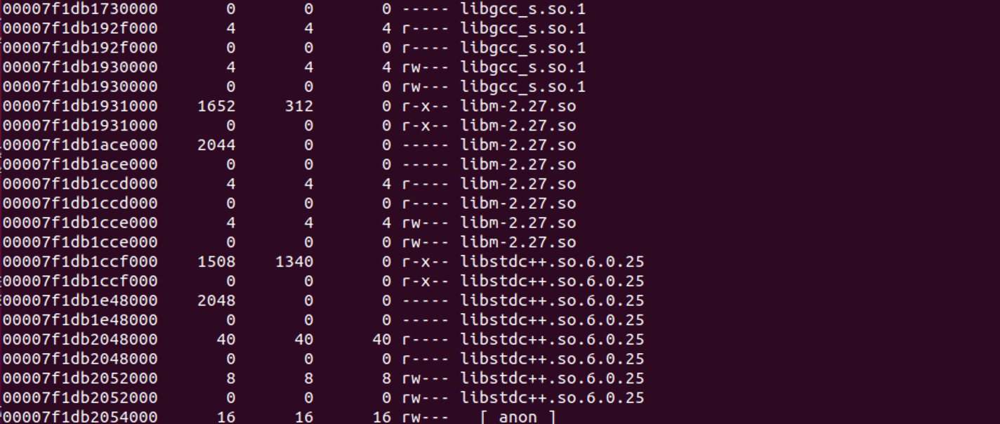 00007f1db1730000       0       0       0 ----- libgcc_s.so.1
00007f1db192f000       4       4       4 r---- libgcc_s.so.1
00007f1db192f000       0       0       0 r---- libgcc_s.so.1
00007f1db1930000       4       4       4 rw--- libgcc_s.so.1
00007f1db1930000       0       0       0 rw--- libgcc_s.so.1
00007f1db1931000    1652     312       0 r-x-- libm-2.27.so
00007f1db1931000       0       0       0 r-x-- libm-2.27.so
00007f1db1ace000    2044       0       0 ----- libm-2.27.so
00007f1db1ace000       0       0       0 ----- libm-2.27.so
00007f1db1ccd000       4       4       4 r---- libm-2.27.so
00007f1db1ccd000       0       0       0 r---- libm-2.27.so
00007f1db1cce000       4       4       4 rw--- libm-2.27.so
00007f1db1cce000       0       0       0 rw--- libm-2.27.so
00007f1db1ccf000    1508    1340       0 r-x-- libstdc++.so.6.0.25
00007f1db1ccf000       0       0       0 r-x-- libstdc++.so.6.0.25
00007f1db1e48000    2048       0       0 ----- libstdc++.so.6.0.25
00007f1db1e48000       0       0       0 ----- libstdc++.so.6.0.25
00007f1db2048000      40      40      40 r---- libstdc++.so.6.0.25
00007f1db2048000       0       0       0 r---- libstdc++.so.6.0.25
00007f1db2052000       8       8       8 rw--- libstdc++.so.6.0.25
00007f1db2052000       0       0       0 rw--- libstdc++.so.6.0.25
00007f1db2054000      16      16      16 rw---   [ anon ]